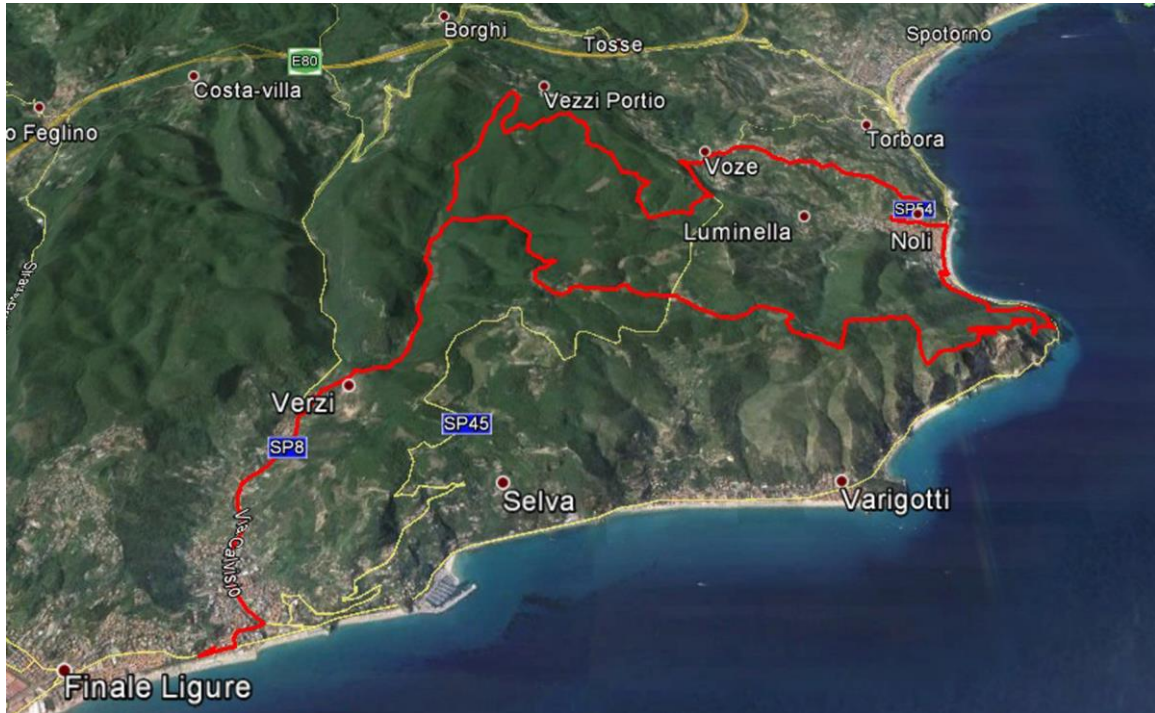 Borghi
Tosse
Spotorno
E80
Costa-villa
Vezzi Portio
o Feglino
Torbora
Voze
SP54
Luminella
Noli
Verzi
SP45
SP8
Selva
Varigotti
Via Calvisio
Finale Ligure